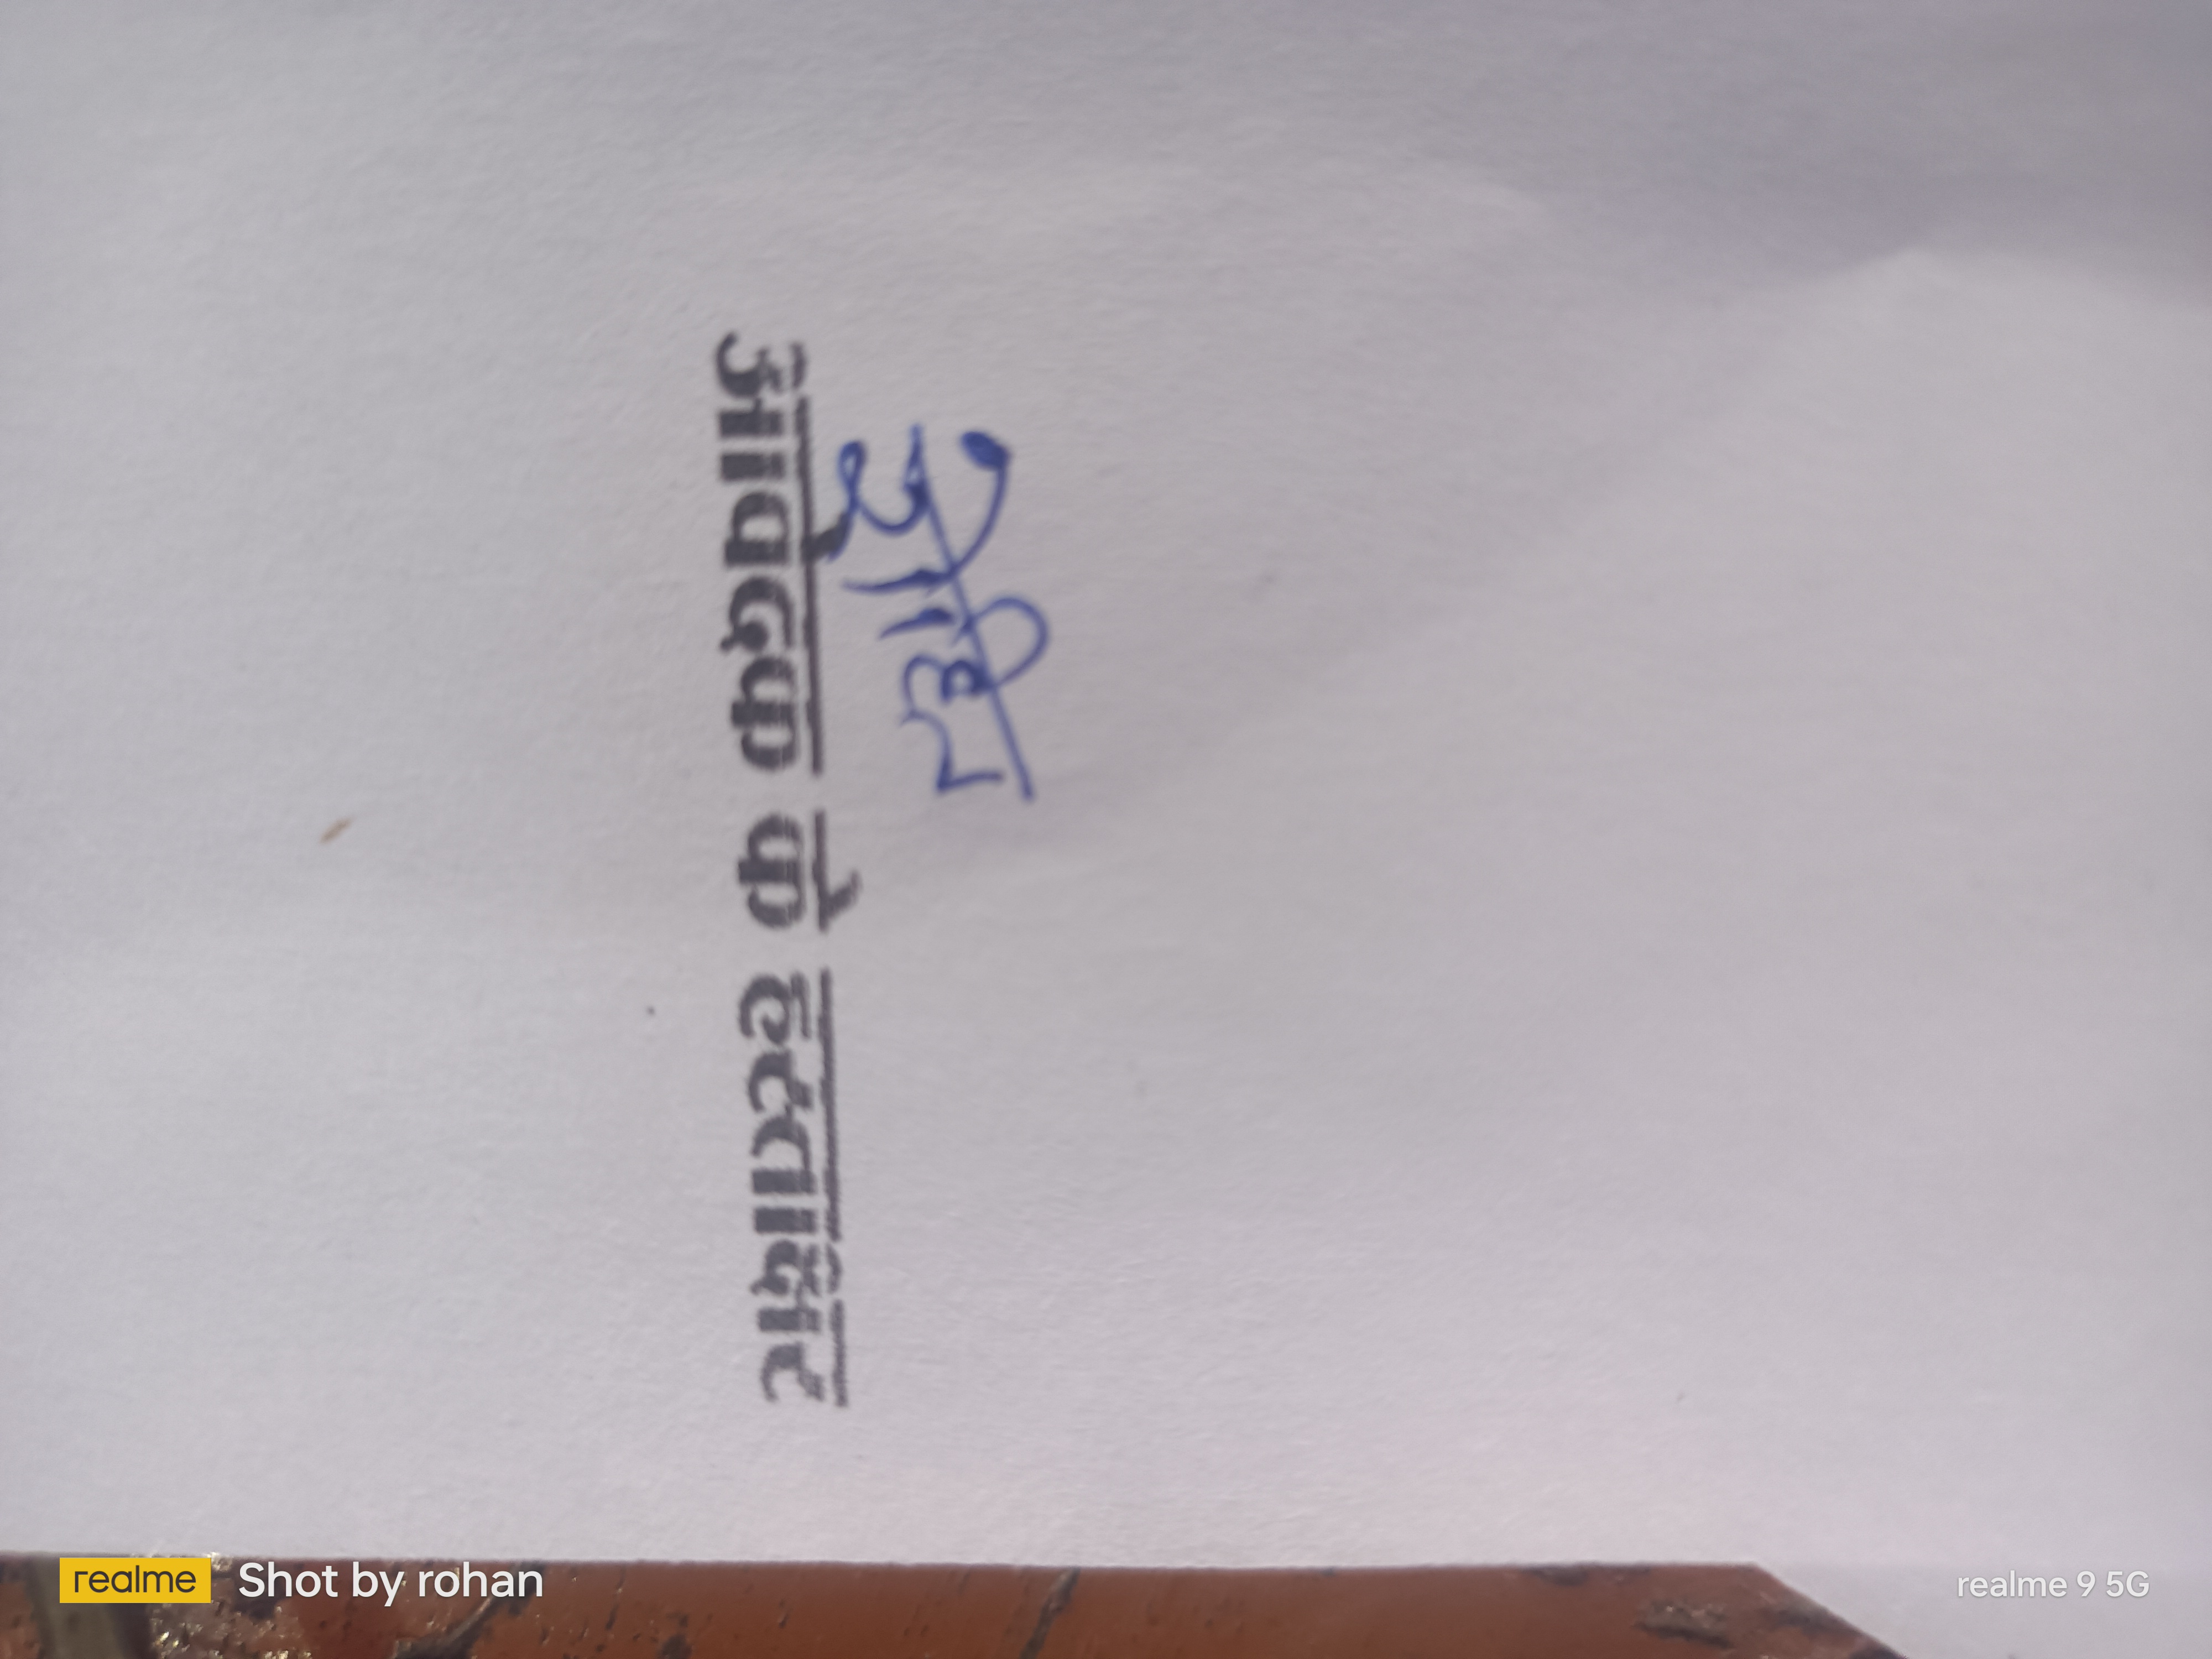 आवेदक के हस्ताक्षर
realme Shot by rohan
realme 9 5G